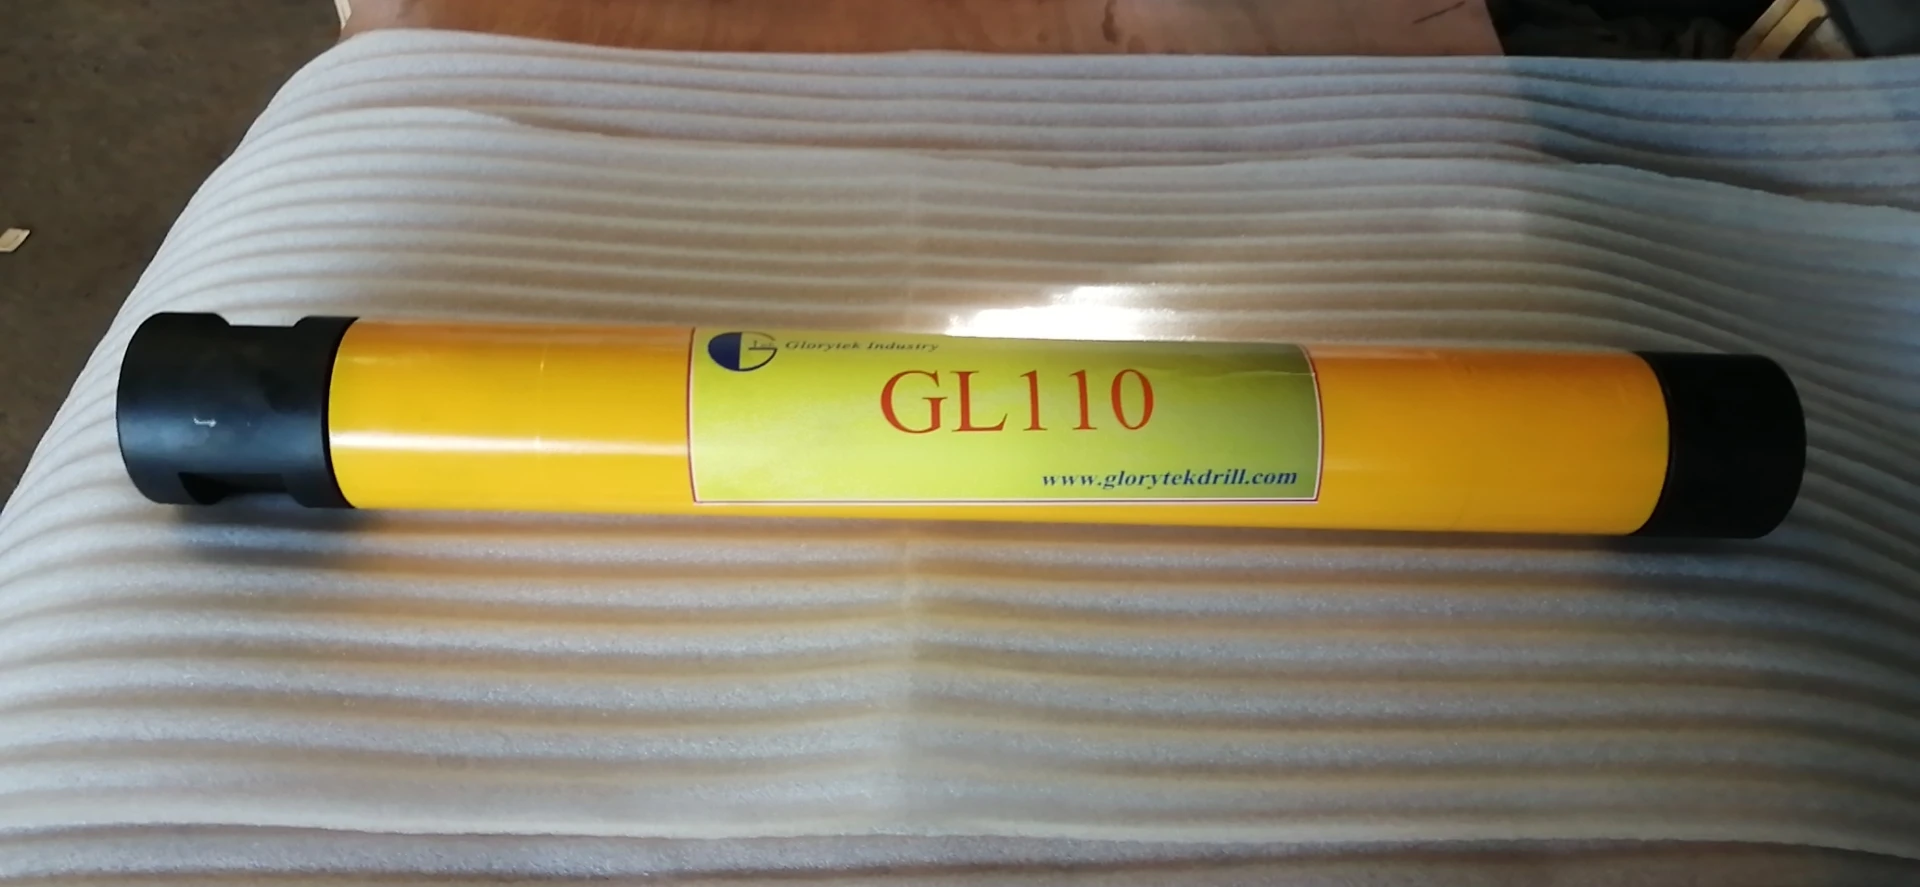 Glorytek Industry
GL110
www.glorytekdrill.com